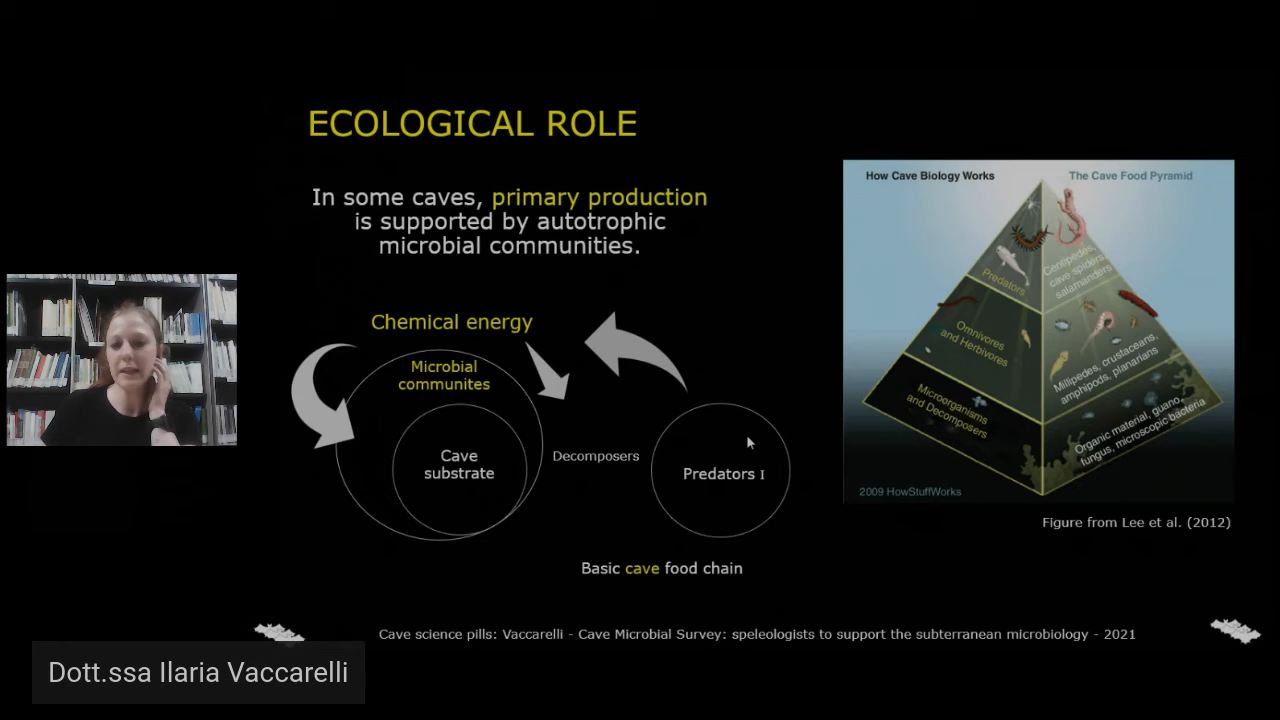 ECOLOGICAL ROLE
In some caves, primary production
is supported by autotrophic
microbial communities.
Chemical energy
Microbial
communites
Cave
substrate
Decomposers
Predators I
Basic cave food chain
How Cave Biology Works
The Cave Food Pyramid
Predators
Centipedes,
cave spiders
salamanders
Omnivores
and Herbivores
Millipedes, crustaceans,
amphipods, planarians
Microorganisms
and Decomposers
Organic material, guano,
fungus, microscopic bacteria
2009 HowStuffWorks
Figure from Lee et al. (2012)
Cave science pills: Vaccarelli - Cave Microbial Survey: speleologists to support the subterranean microbiology - 2021
Dott.ssa Ilaria Vaccarelli